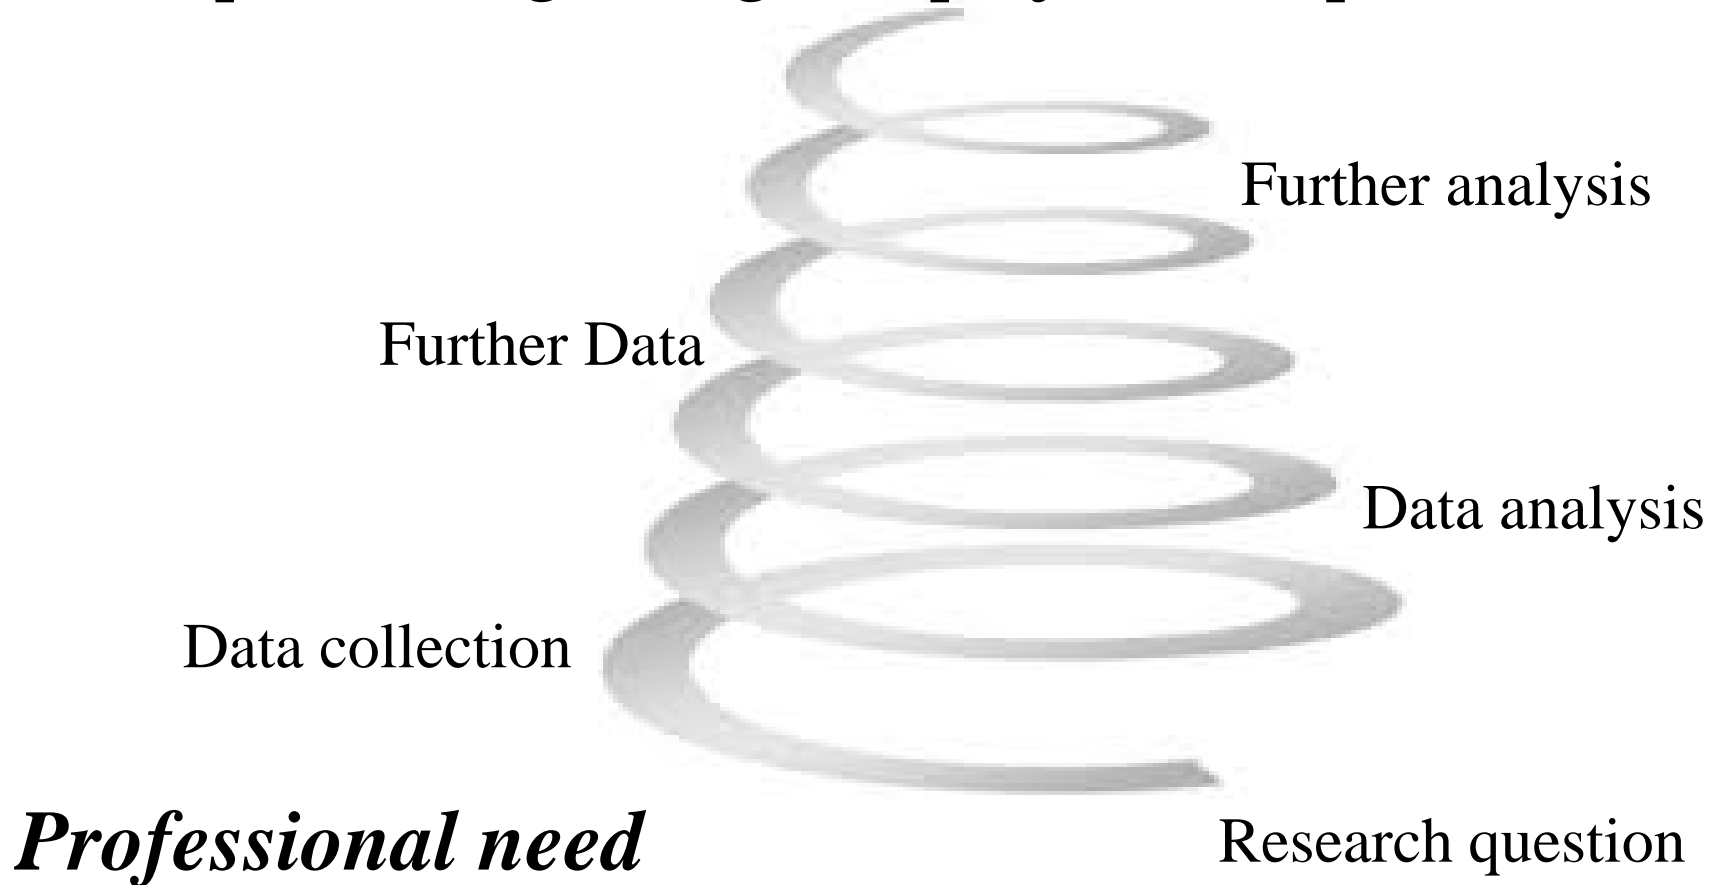 Further analysis
Further Data
Data analysis
Data collection
Professional need
Research question